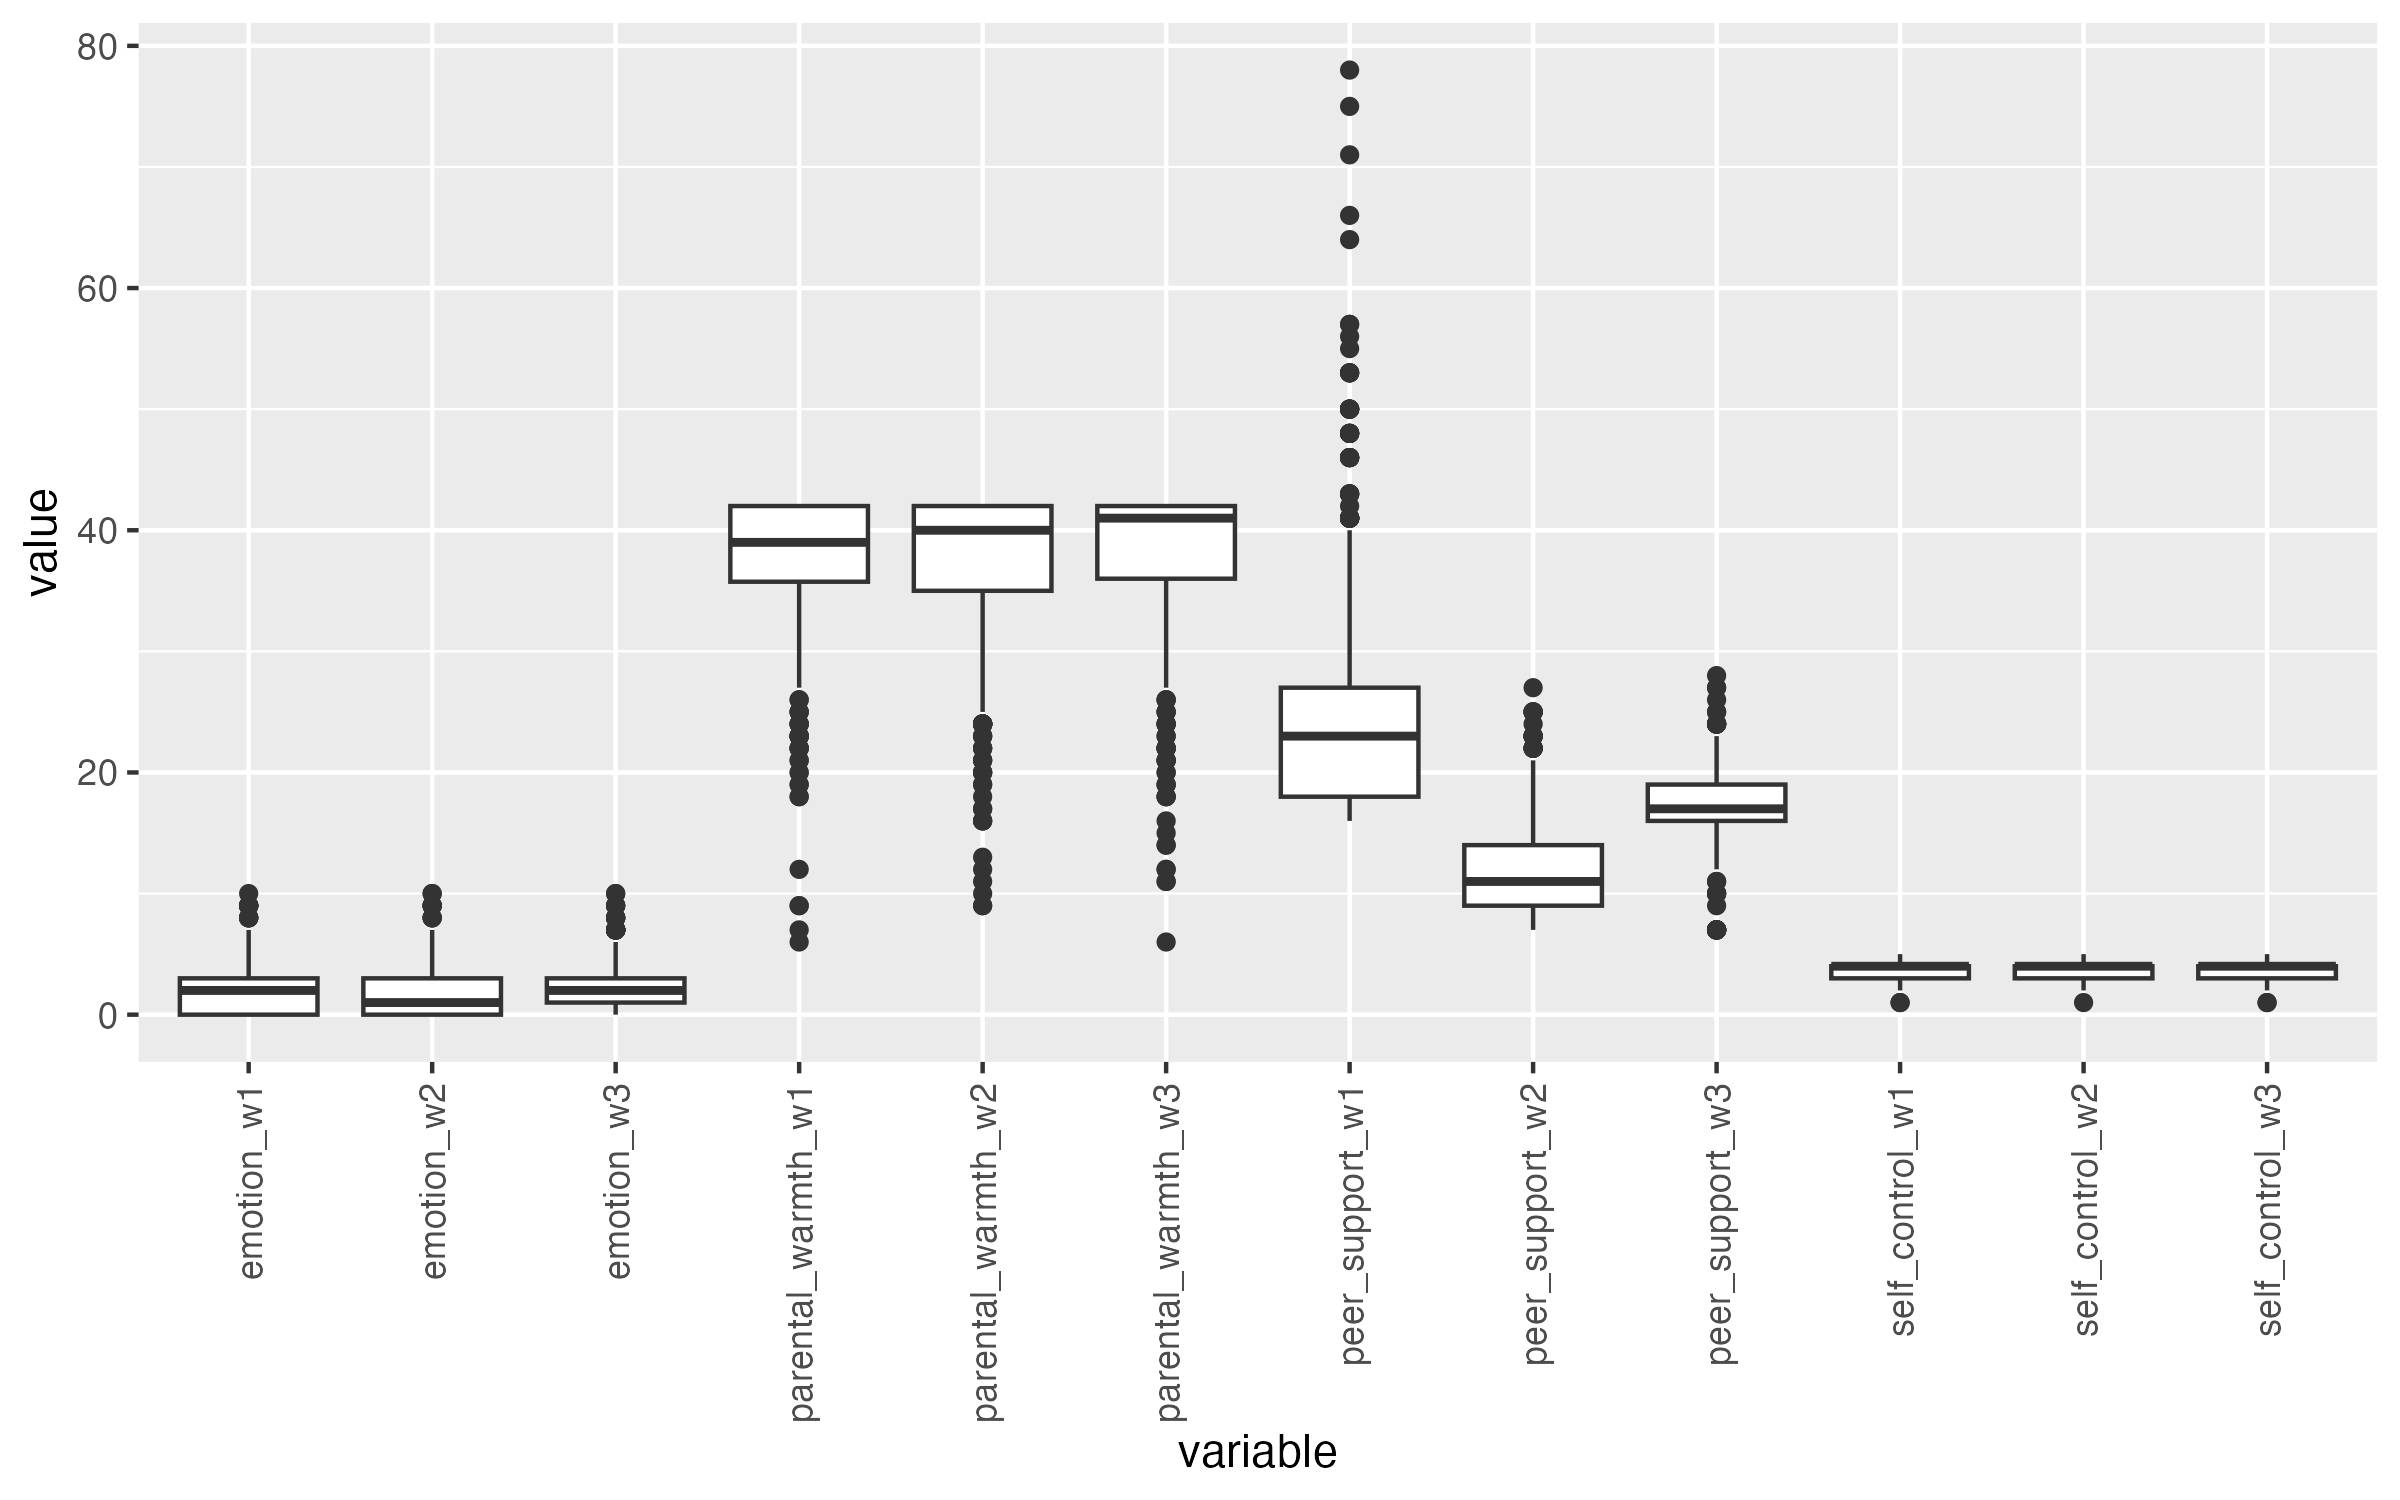 80
60
40
20
0
value
emotion_w1
emotion_w2
emotion_w3
parental_warmth_w1
parental_warmth_w2
parental_warmth_w3
peer_support_w1
peer_support_w2
peer_support_w3
self_control_w1
self_control_w2
self_control_w3
variable